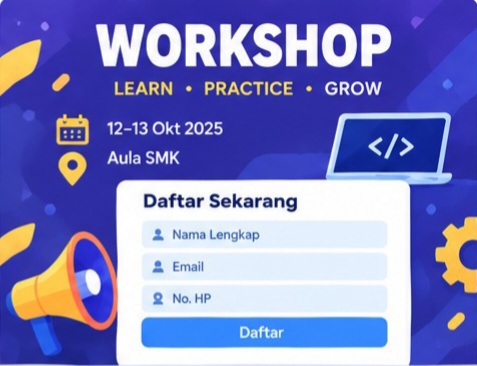 WORKSHOP
LEARN • PRACTICE • GROW
12–13 Okt 2025
Aula SMK
</>
Daftar Sekarang
Nama Lengkap
Email
No. HP
Daftar